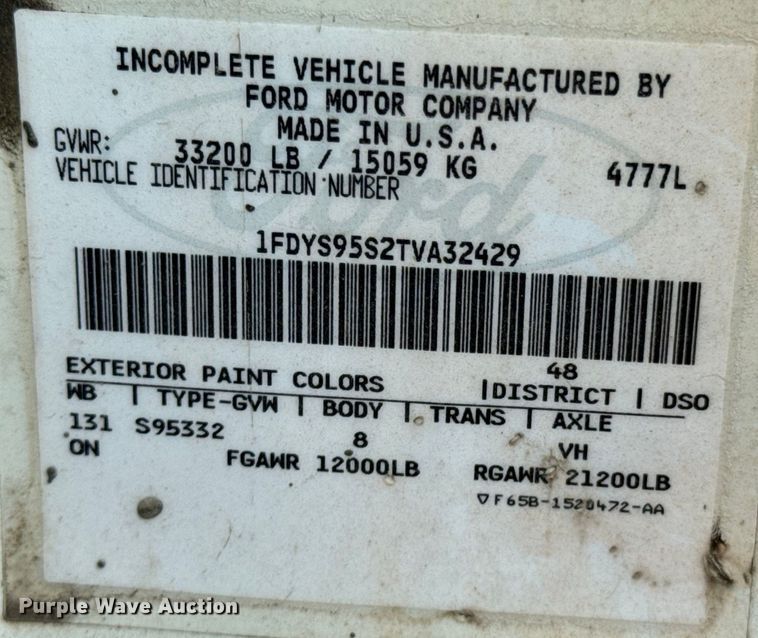 INCOMPLETE VEHICLE MANUFACTURED BY
FORD MOTOR COMPANY
MADE IN U.S.A.
GVWR: 33200 LB / 15059 KG 4777L
VEHICLE IDENTIFICATION NUMBER
Ford
1FDYS95S2TVA32429
48
EXTERIOR PAINT COLORS |DISTRICT | DSO
WB | TYPE-GVW | BODY | TRANS | AXLE
131 S95332 8 VH
ON FGAWR 12000LB RGAWR 21200LB
▽F65B-1520472-AA
Purple Wave Auction